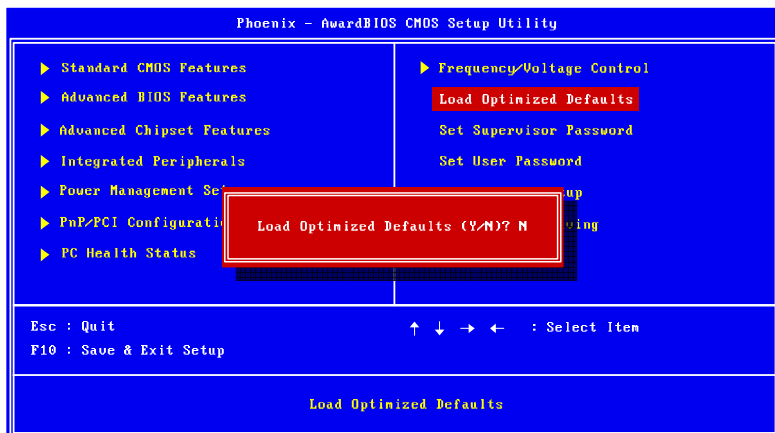 Phoenix - AwardBIOS CMOS Setup Utility
Standard CMOS Features
Advanced BIOS Features
Advanced Chipset Features
Integrated Peripherals
Power Management Se
PnP/PCI Configurati
PC Health Status
Frequency/Voltage Control
Load Optimized Defaults
Set Supervisor Password
Set User Password
up
ving
Load Optimized Defaults (Y/N)? N
Esc : Quit
↑ ↓ → ← : Select Item
F10 : Save & Exit Setup
Load Optimized Defaults